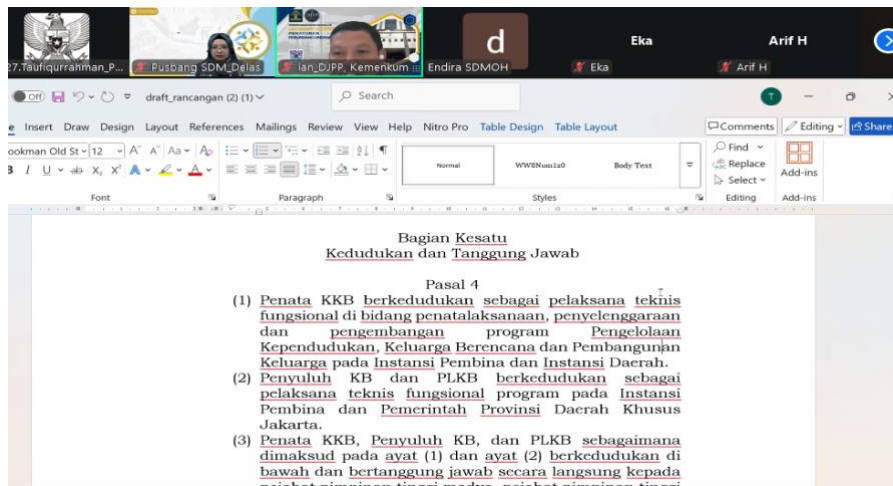 27.Taufiqurrahman_P...
Pusbang SDM_Delas
ian_DJPP, Kemenkum
d
Endira SDMOH
Eka
Eka
Arif H
Arif H
Off
draft_rancangan (2) (1)
Search
T
Insert Draw Design Layout References Mailings Review View Help Nitro Pro Table Design Table Layout
Comments
Editing
Share
ookman Old St 12
Normal
WW8Num1z0
Body Text
Find
Replace
Select
Add-ins
Font
Paragraph
Styles
Editing
Add-ins
Bagian Kesatu
Kedudukan dan Tanggung Jawab
Pasal 4
(1) Penata KKB berkedudukan sebagai pelaksana teknis
fungsional di bidang penatalaksanaan, penyelenggaraan
dan pengembangan program Pengelolaan
Kependudukan, Keluarga Berencana dan Pembangunan
Keluarga pada Instansi Pembina dan Instansi Daerah.
(2) Penyuluh KB dan PLKB berkedudukan sebagai
pelaksana teknis fungsional program pada Instansi
Pembina dan Pemerintah Provinsi Daerah Khusus
Jakarta.
(3) Penata KKB, Penyuluh KB, dan PLKB sebagaimana
dimaksud pada ayat (1) dan ayat (2) berkedudukan di
bawah dan bertanggung jawab secara langsung kepada